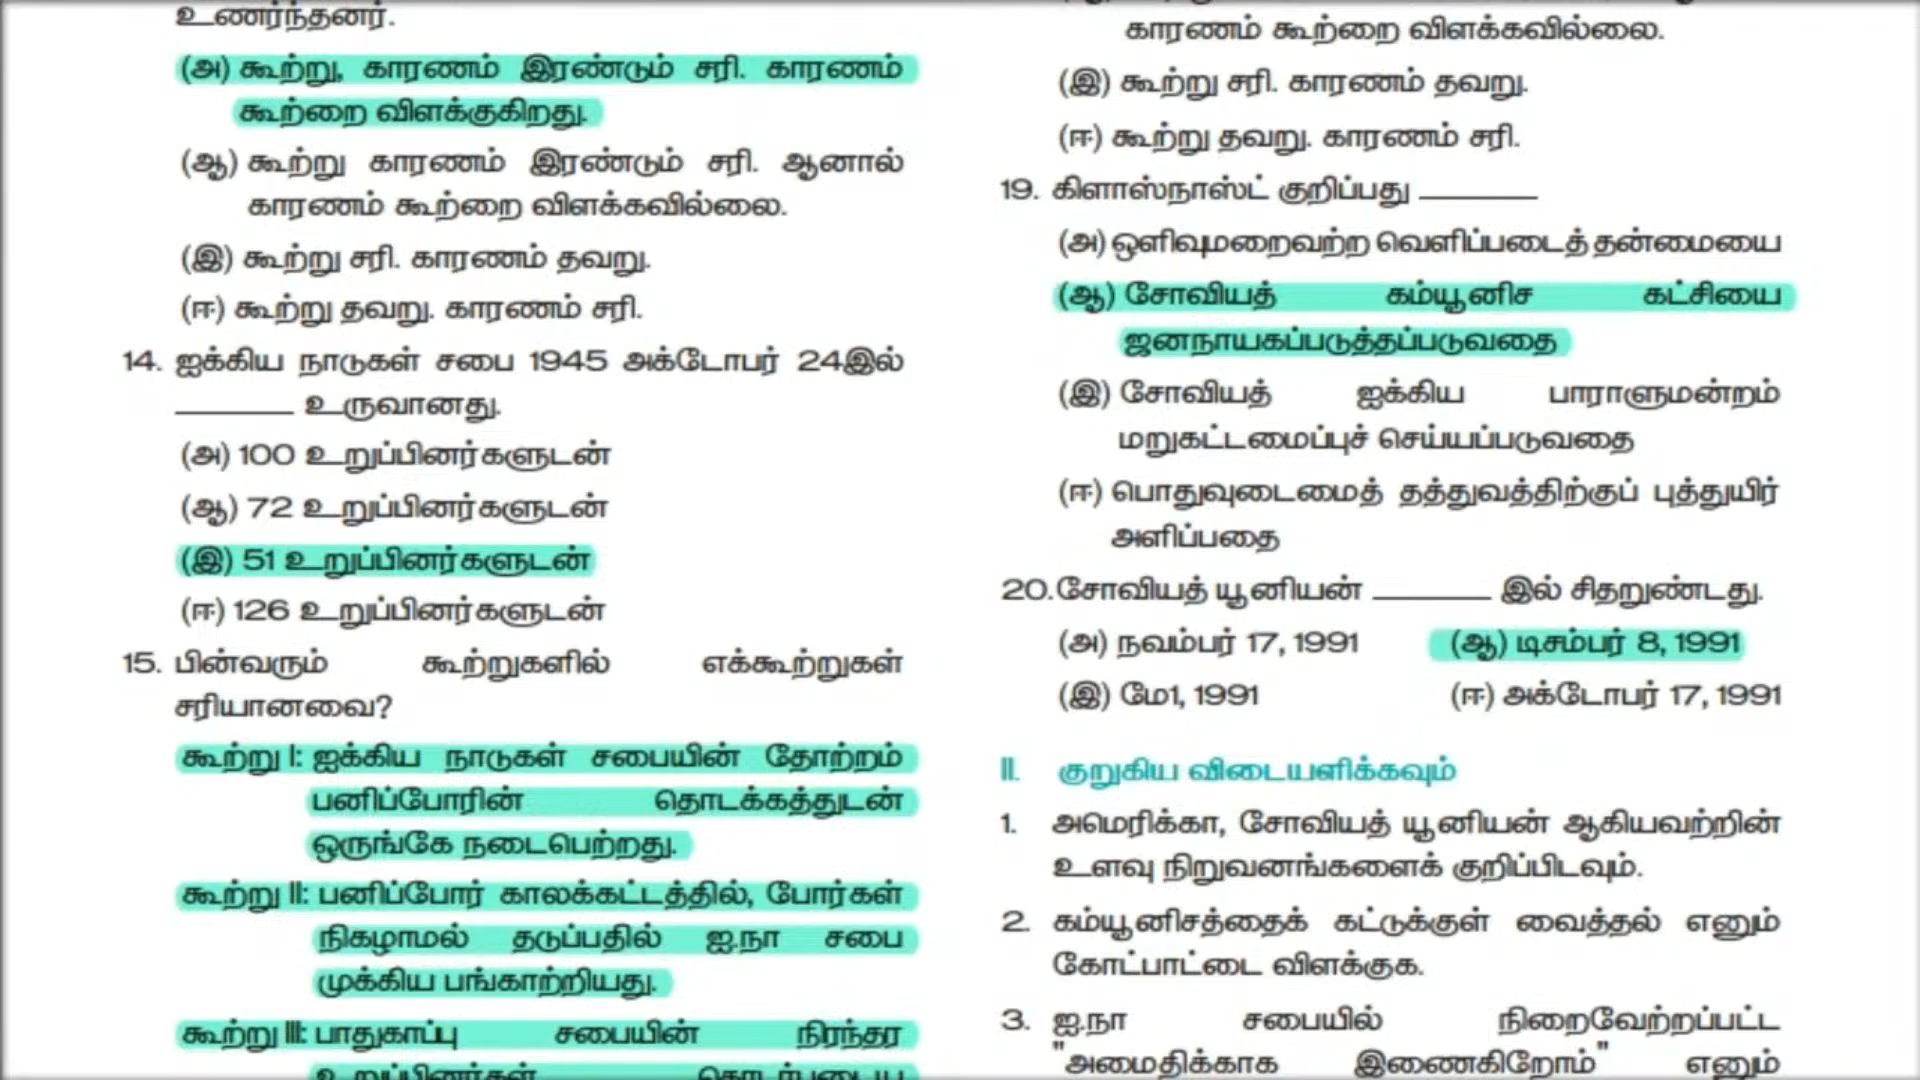 உணர்ந்தனர்.
(அ) கூற்று, காரணம் இரண்டும் சரி. காரணம்
கூற்றை விளக்குகிறது.
(ஆ) கூற்று காரணம் இரண்டும் சரி. ஆனால்
காரணம் கூற்றை விளக்கவில்லை.
(இ) கூற்று சரி. காரணம் தவறு.
(ஈ) கூற்று தவறு. காரணம் சரி.
14. ஐக்கிய நாடுகள் சபை 1945 அக்டோபர் 24இல்
________ உருவானது.
(அ) 100 உறுப்பினர்களுடன்
(ஆ) 72 உறுப்பினர்களுடன்
(இ) 51 உறுப்பினர்களுடன்
(ஈ) 126 உறுப்பினர்களுடன்
15. பின்வரும் கூற்றுகளில் எக்கூற்றுகள்
சரியானவை?
கூற்று I: ஐக்கிய நாடுகள் சபையின் தோற்றம்
பனிப்போரின் தொடக்கத்துடன்
ஒருங்கே நடைபெற்றது.
கூற்று II: பனிப்போர் காலக்கட்டத்தில், போர்கள்
நிகழாமல் தடுப்பதில் ஐ.நா சபை
முக்கிய பங்காற்றியது.
கூற்று III: பாதுகாப்பு சபையின் நிரந்தர
உறுப்பினர்கள் தொடர்புடைய
காரணம் கூற்றை விளக்கவில்லை.
(இ) கூற்று சரி. காரணம் தவறு.
(ஈ) கூற்று தவறு. காரணம் சரி.
19. கிளாஸ்நாஸ்ட் குறிப்பது ________
(அ) ஒளிவுமறைவற்ற வெளிப்படைத் தன்மையை
(ஆ) சோவியத் கம்யூனிச கட்சியை
ஜனநாயகப்படுத்தப்படுவதை
(இ) சோவியத் ஐக்கிய பாராளுமன்றம்
மறுகட்டமைப்புச் செய்யப்படுவதை
(ஈ) பொதுவுடைமைத் தத்துவத்திற்குப் புத்துயிர்
அளிப்பதை
20. சோவியத் யூனியன் ________ இல் சிதறுண்டது.
(அ) நவம்பர் 17, 1991 (ஆ) டிசம்பர் 8, 1991
(இ) மே1, 1991 (ஈ) அக்டோபர் 17, 1991
II. குறுகிய விடையளிக்கவும்
1. அமெரிக்கா, சோவியத் யூனியன் ஆகியவற்றின்
உளவு நிறுவனங்களைக் குறிப்பிடவும்.
2. கம்யூனிசத்தைக் கட்டுக்குள் வைத்தல் எனும்
கோட்பாட்டை விளக்குக.
3. ஐ.நா சபையில் நிறைவேற்றப்பட்ட
"அமைதிக்காக இணைகிறோம்" எனும்